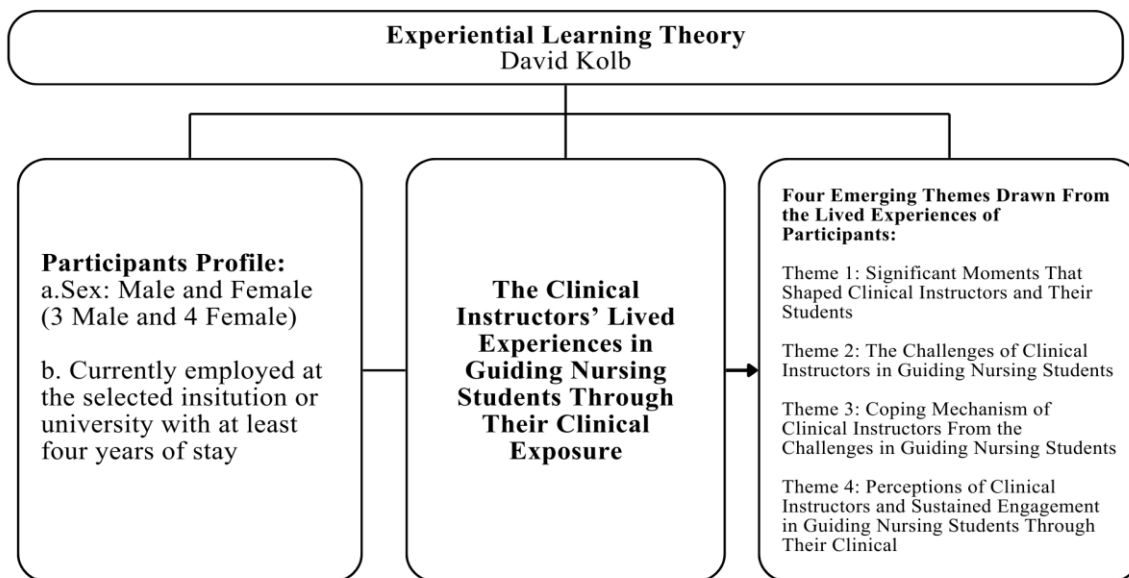 Experiential Learning Theory
David Kolb
Participants Profile:
a.Sex: Male and Female
(3 Male and 4 Female)
b. Currently employed at
the selected insitution or
university with at least
four years of stay
The Clinical
Instructors’ Lived
Experiences in
Guiding Nursing
Students Through
Their Clinical
Exposure
Four Emerging Themes Drawn From
the Lived Experiences of
Participants:
Theme 1: Significant Moments That
Shaped Clinical Instructors and Their
Students
Theme 2: The Challenges of Clinical
Instructors in Guiding Nursing Students
Theme 3: Coping Mechanism of
Clinical Instructors From the
Challenges in Guiding Nursing Students
Theme 4: Perceptions of Clinical
Instructors and Sustained Engagement
in Guiding Nursing Students Through
Their Clinical